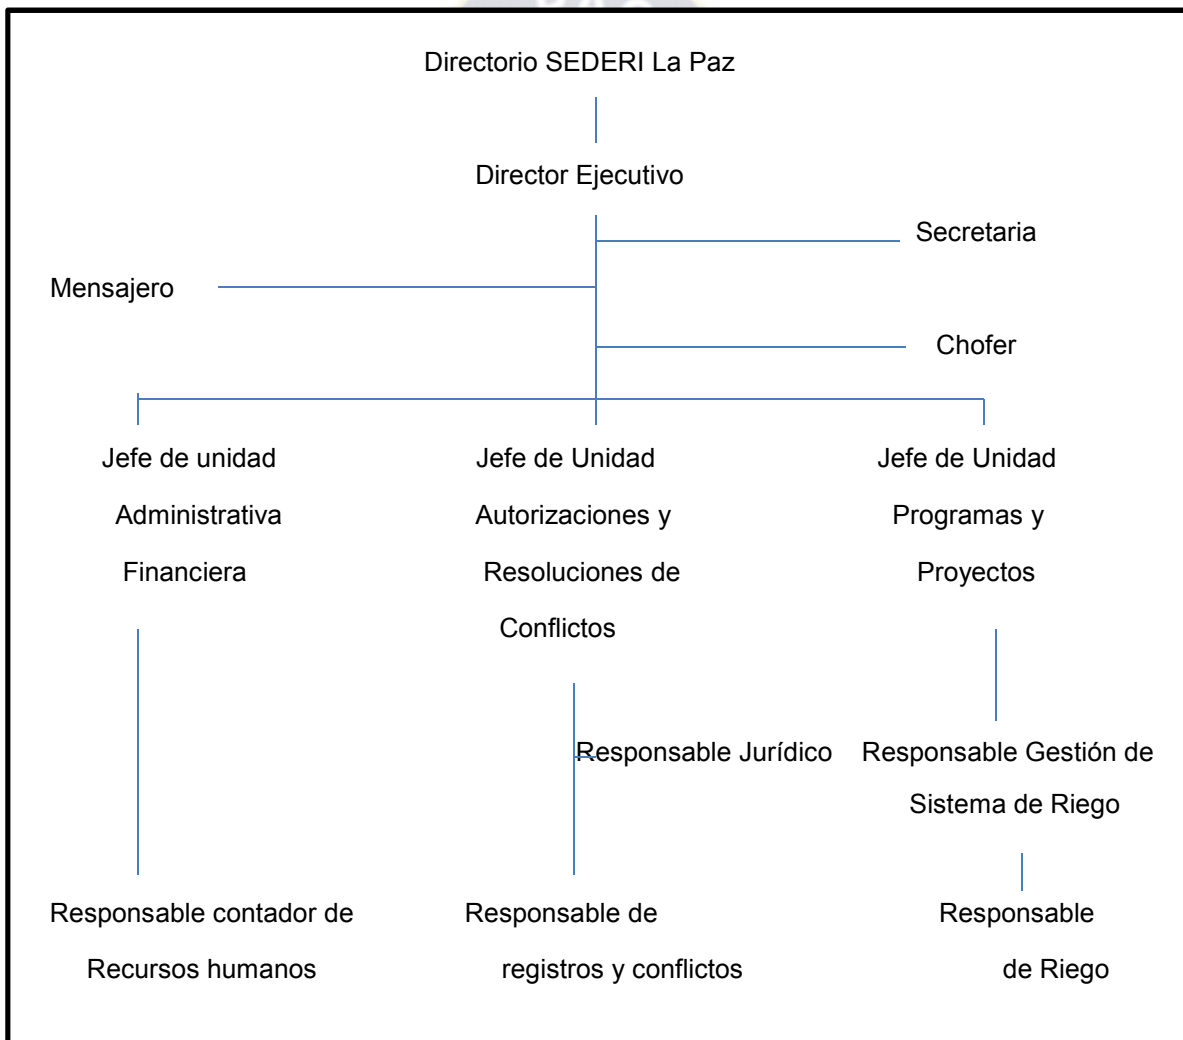 Directorio SEDERI La Paz
Director Ejecutivo
Secretaria
Mensajero
Chofer
Jefe de unidad
Administrativa
Financiera
Jefe de Unidad
Autorizaciones y
Resoluciones de
Conflictos
Jefe de Unidad
Programas y
Proyectos
Responsable Jurídico
Responsable Gestión de
Sistema de Riego
Responsable contador de
Recursos humanos
Responsable de
registros y conflictos
Responsable
de Riego